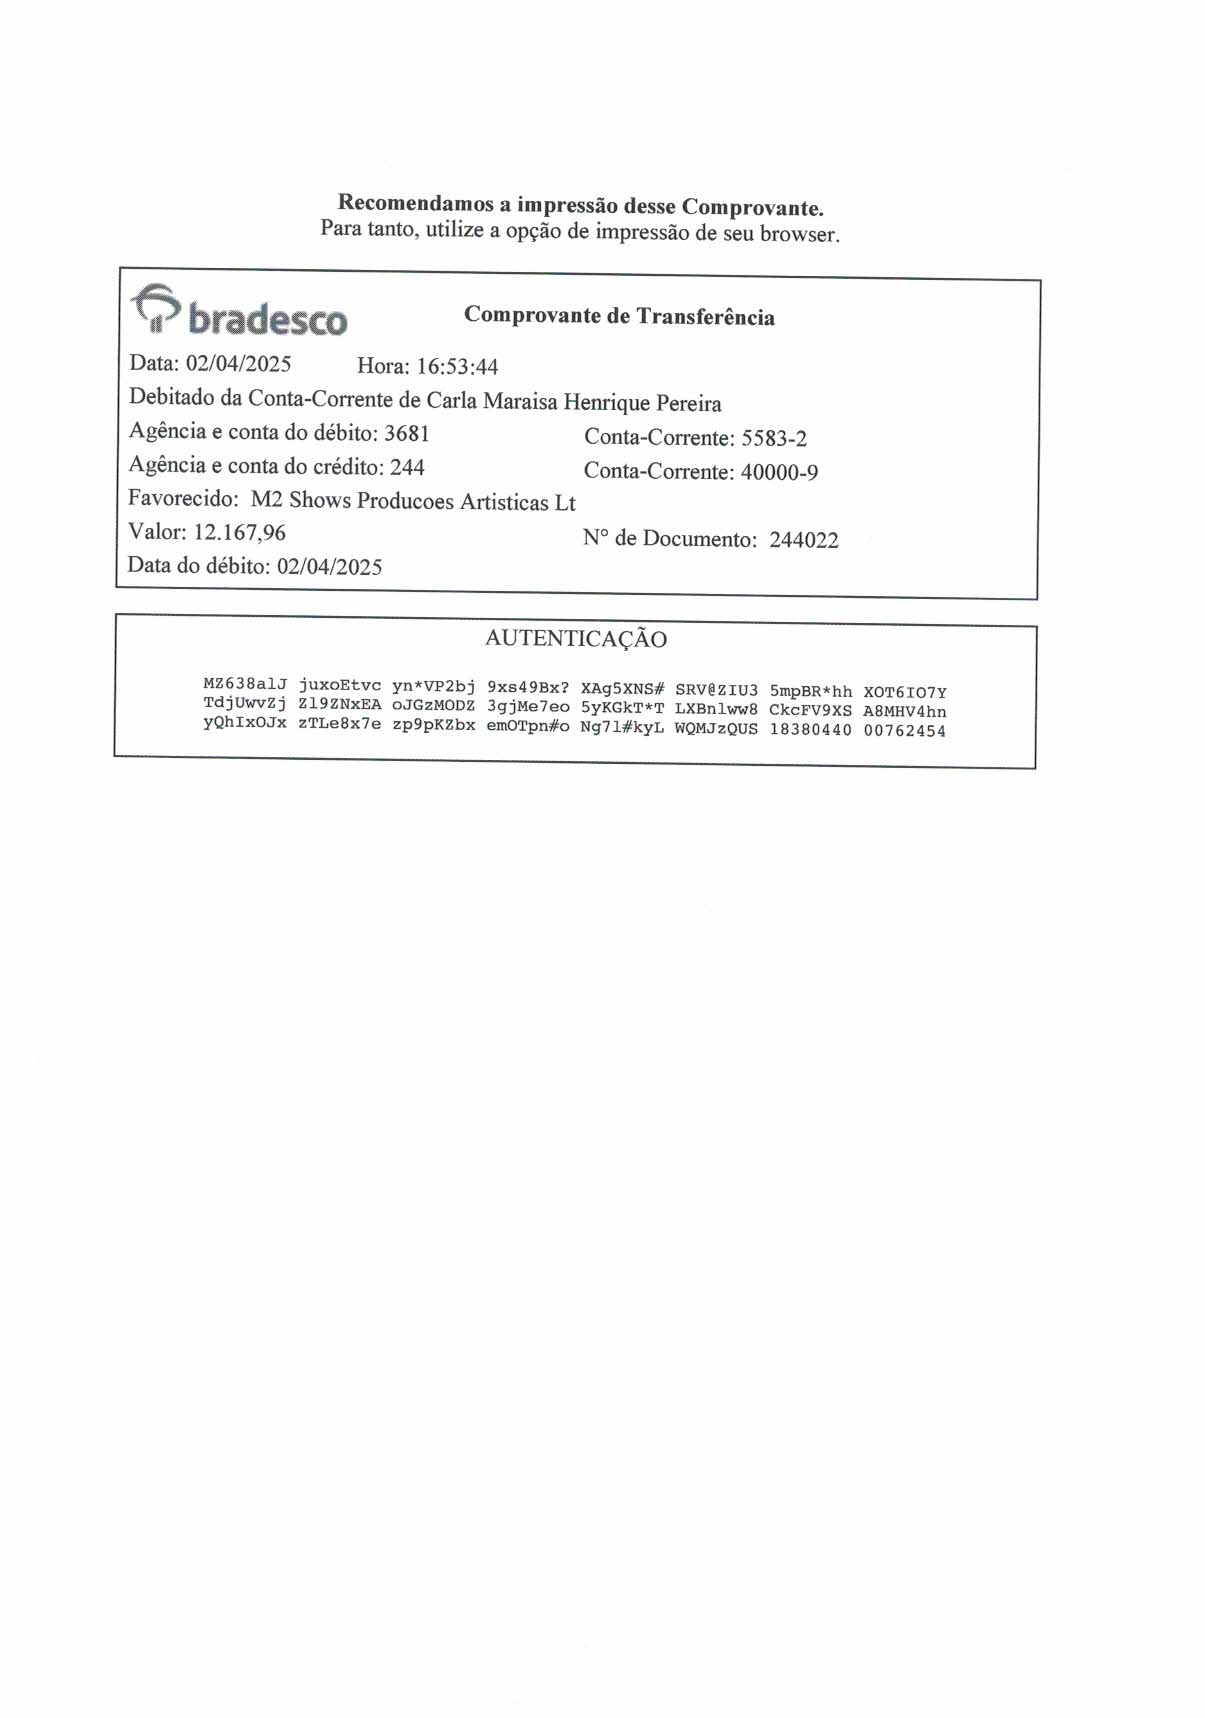 Recomendamos a impressão desse Comprovante.
Para tanto, utilize a opção de impressão de seu browser.
bradesco
Comprovante de Transferência
Data: 02/04/2025 Hora: 16:53:44
Debitado da Conta-Corrente de Carla Maraisa Henrique Pereira
Agência e conta do débito: 3681 Conta-Corrente: 5583-2
Agência e conta do crédito: 244 Conta-Corrente: 40000-9
Favorecido: M2 Shows Producoes Artisticas Lt
Valor: 12.167,96 Nº de Documento: 244022
Data do débito: 02/04/2025
AUTENTICAÇÃO
MZ638alJ juxoEtvc yn*VP2bj 9xs49Bx? XAg5XNS# SRV@ZIU3 5mpBR*hh XOT6IO7Y
TdjUwvZj Zl9ZNxEA oJGzMODZ 3gjMe7eo 5yKGkT*T LXBnlww8 CkcFV9XS A8MHV4hn
yQhIxOJx zTLe8x7e zp9pKZbx emOTpn#o Ng7l#kyL WQMJzQUS 18380440 00762454